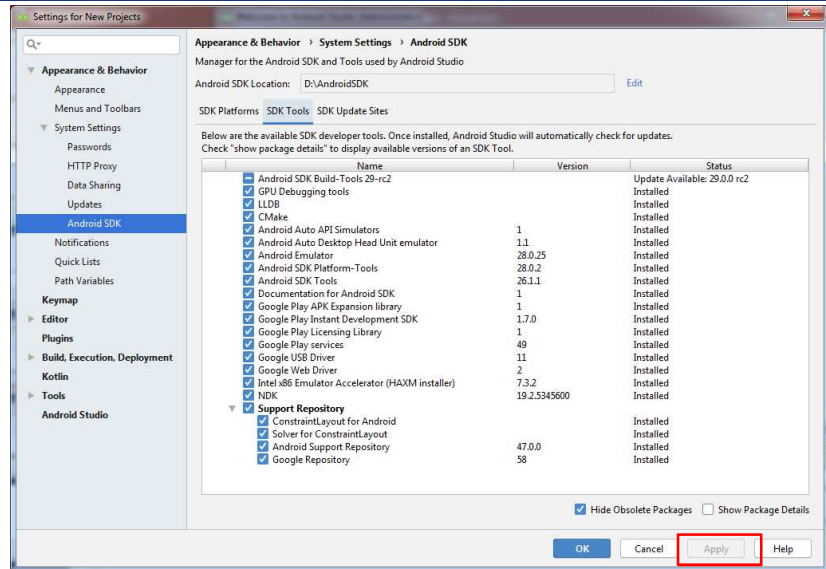 Settings for New Projects
Appearance & Behavior
Appearance
Menus and Toolbars
System Settings
Passwords
HTTP Proxy
Data Sharing
Updates
Android SDK
Notifications
Quick Lists
Path Variables
Keymap
Editor
Plugins
Build, Execution, Deployment
Kotlin
Tools
Android Studio
Appearance & Behavior › System Settings › Android SDK
Manager for the Android SDK and Tools used by Android Studio
Android SDK Location: D:\AndroidSDK Edit
SDK Platforms SDK Tools SDK Update Sites
Below are the available SDK developer tools. Once installed, Android Studio will automatically check for updates.
Check "show package details" to display available versions of an SDK Tool.
Name Version Status
Android SDK Build-Tools 29-rc2 Update Available: 29.0.0 rc2
GPU Debugging tools Installed
LLDB Installed
CMake Installed
Android Auto API Simulators 1 Installed
Android Auto Desktop Head Unit emulator 1.1 Installed
Android Emulator 28.0.25 Installed
Android SDK Platform-Tools 28.0.2 Installed
Android SDK Tools 26.1.1 Installed
Documentation for Android SDK 1 Installed
Google Play APK Expansion library 1 Installed
Google Play Instant Development SDK 1.7.0 Installed
Google Play Licensing Library 1 Installed
Google Play services 49 Installed
Google USB Driver 11 Installed
Google Web Driver 2 Installed
Intel x86 Emulator Accelerator (HAXM installer) 7.3.2 Installed
NDK 19.2.5345600 Installed
Support Repository
ConstraintLayout for Android Installed
Solver for ConstraintLayout Installed
Android Support Repository 47.0.0 Installed
Google Repository 58 Installed
Hide Obsolete Packages Show Package Details
OK Cancel Apply Help